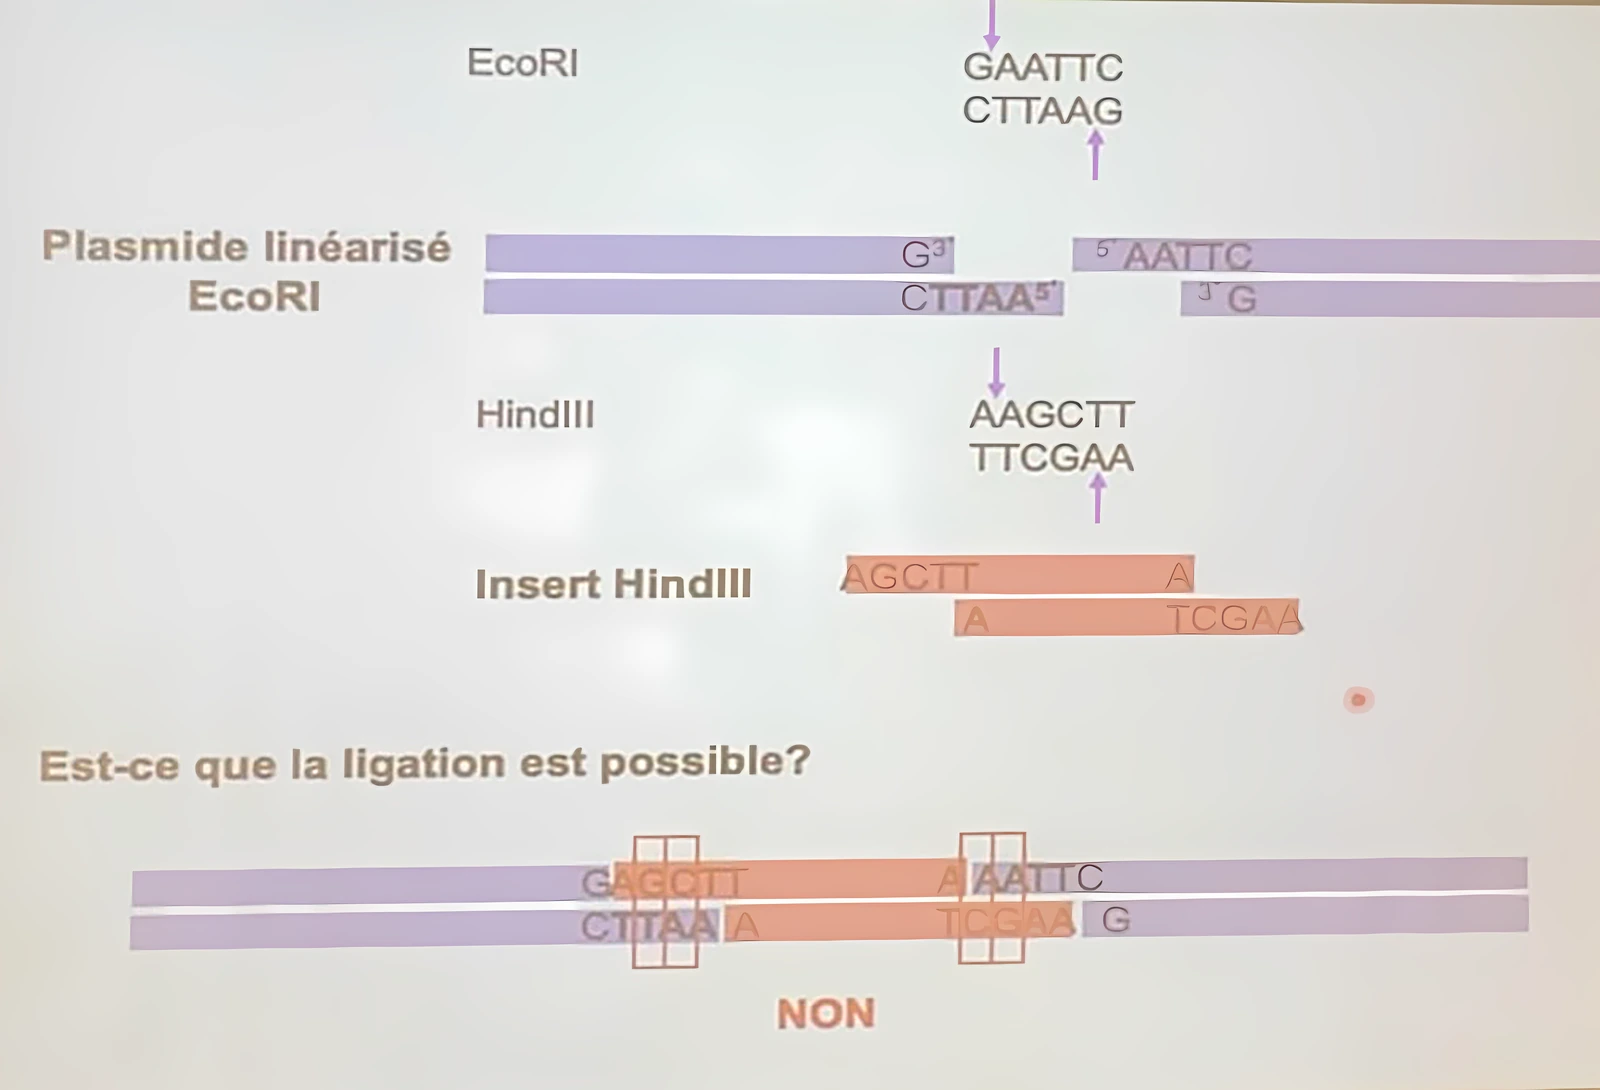 EcoRI
GAATTC
CTTAAG
Plasmide linéarisé
EcoRI
G3'
CTTAA5'
5' AATTC
3' G
HindIII
AAGCTT
TTCGAA
Insert HindIII
AGCTT A
A TCGAA
Est-ce que la ligation est possible?
GAGCTT A AATTC
CTTAA A TCGAA G
NON